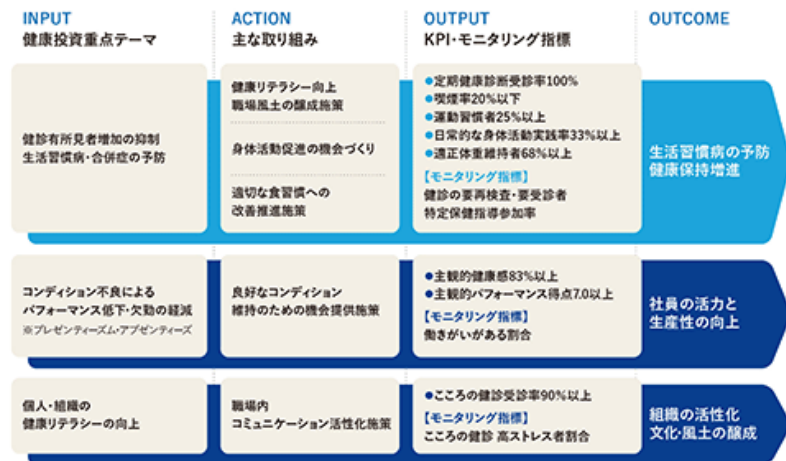 INPUT
健康投資重点テーマ
ACTION
主な取り組み
OUTPUT
KPI・モニタリング指標
OUTCOME
健診有所見者増加の抑制
生活習慣病・合併症の予防
健康リテラシー向上
職場風土の醸成施策
身体活動促進の機会づくり
適切な食習慣への
改善推進施策
●定期健康診断受診率100%
●喫煙率20%以下
●運動習慣者25%以上
●日常的な身体活動実践率33%以上
●適正体重維持者68%以上
【モニタリング指標】
健診の要再検査・要受診者
特定保健指導参加率
生活習慣病の予防
健康保持増進
コンディション不良による
パフォーマンス低下・欠勤の軽減
※プレゼンティーズム・アブゼンティーズ
良好なコンディション
維持のための機会提供施策
●主観的健康感83%以上
●主観的パフォーマンス得点7.0以上
【モニタリング指標】
働きがいがある割合
社員の活力と
生産性の向上
個人・組織の
健康リテラシーの向上
職場内
コミュニケーション活性化施策
●こころの健診受診率90%以上
【モニタリング指標】
こころの健診 高ストレス者割合
組織の活性化
文化・風土の醸成